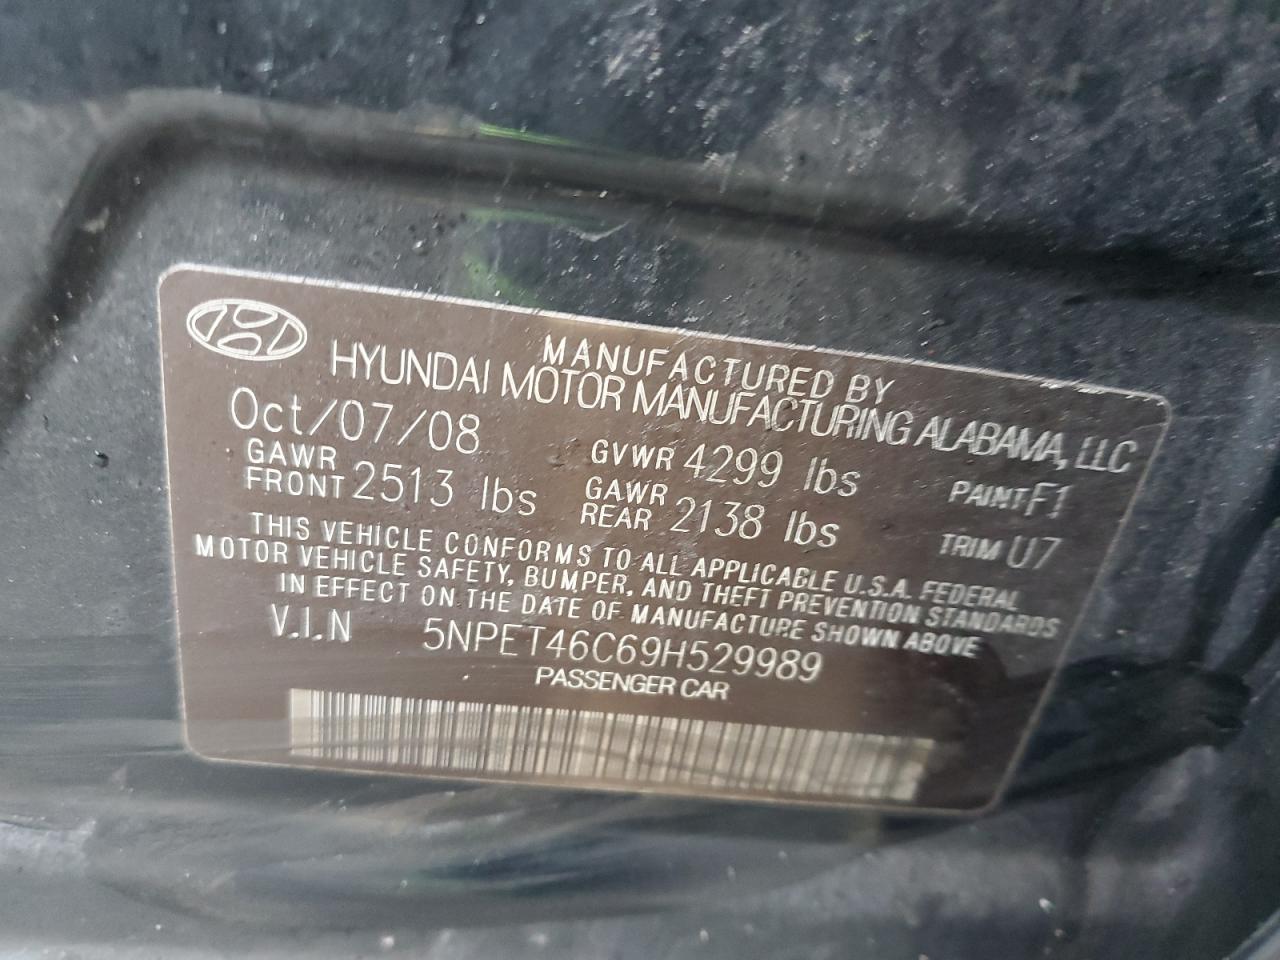 MANUFACTURED BY
HYUNDAI MOTOR MANUFACTURING ALABAMA, LLC
Oct/07/08 GVWR 4299 lbs PAINT F1
GAWR FRONT 2513 lbs GAWR REAR 2138 lbs TRIM U7
THIS VEHICLE CONFORMS TO ALL APPLICABLE U.S.A. FEDERAL
MOTOR VEHICLE SAFETY, BUMPER, AND THEFT PREVENTION STANDARDS
IN EFFECT ON THE DATE OF MANUFACTURE SHOWN ABOVE
V.I.N 5NPET46C69H529989
PASSENGER CAR